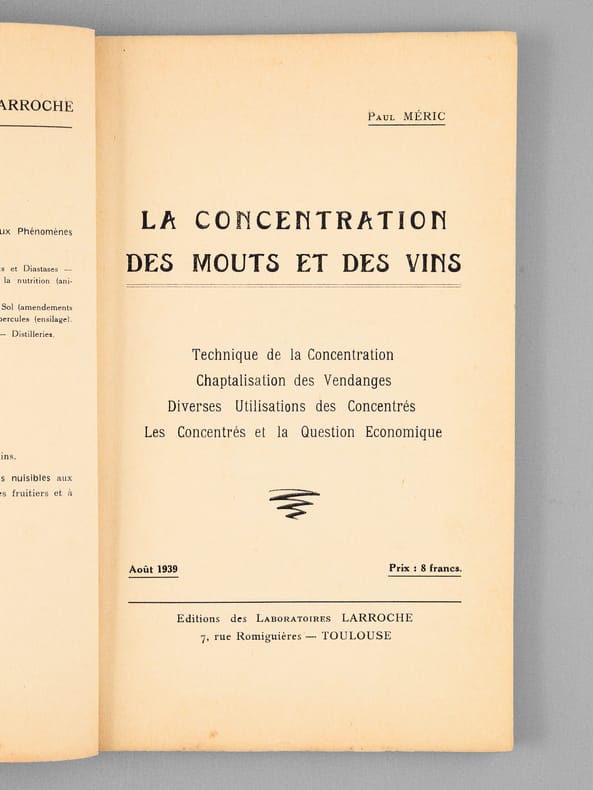 ARROCHE
ux Phénomènes
s et Diastases —
la nutrition (ani-
Sol (amendements
percules (ensilage).
— Distilleries.
ins.
s nuisibles aux
es fruitiers et à
Paul MÉRIC
LA CONCENTRATION
DES MOUTS ET DES VINS
Technique de la Concentration
Chaptalisation des Vendanges
Diverses Utilisations des Concentrés
Les Concentrés et la Question Economique
Août 1939
Prix : 8 francs.
Editions des Laboratoires LARROCHE
7, rue Romiguières — TOULOUSE